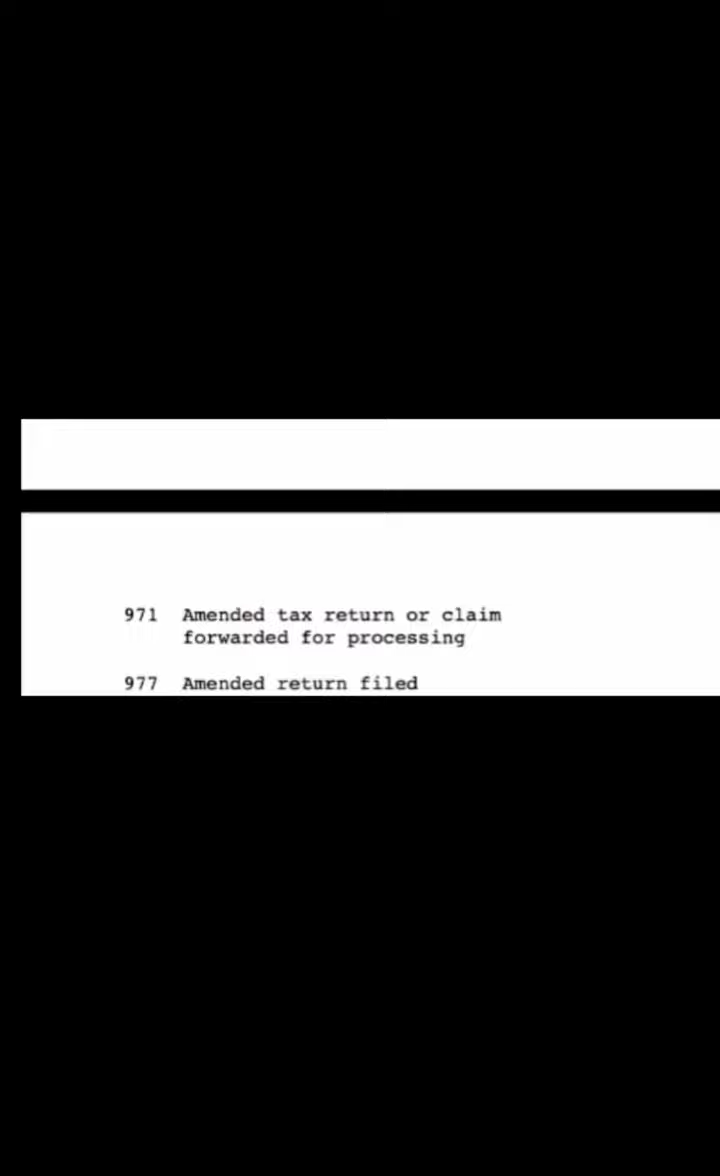 971 Amended tax return or claim
forwarded for processing
977 Amended return filed